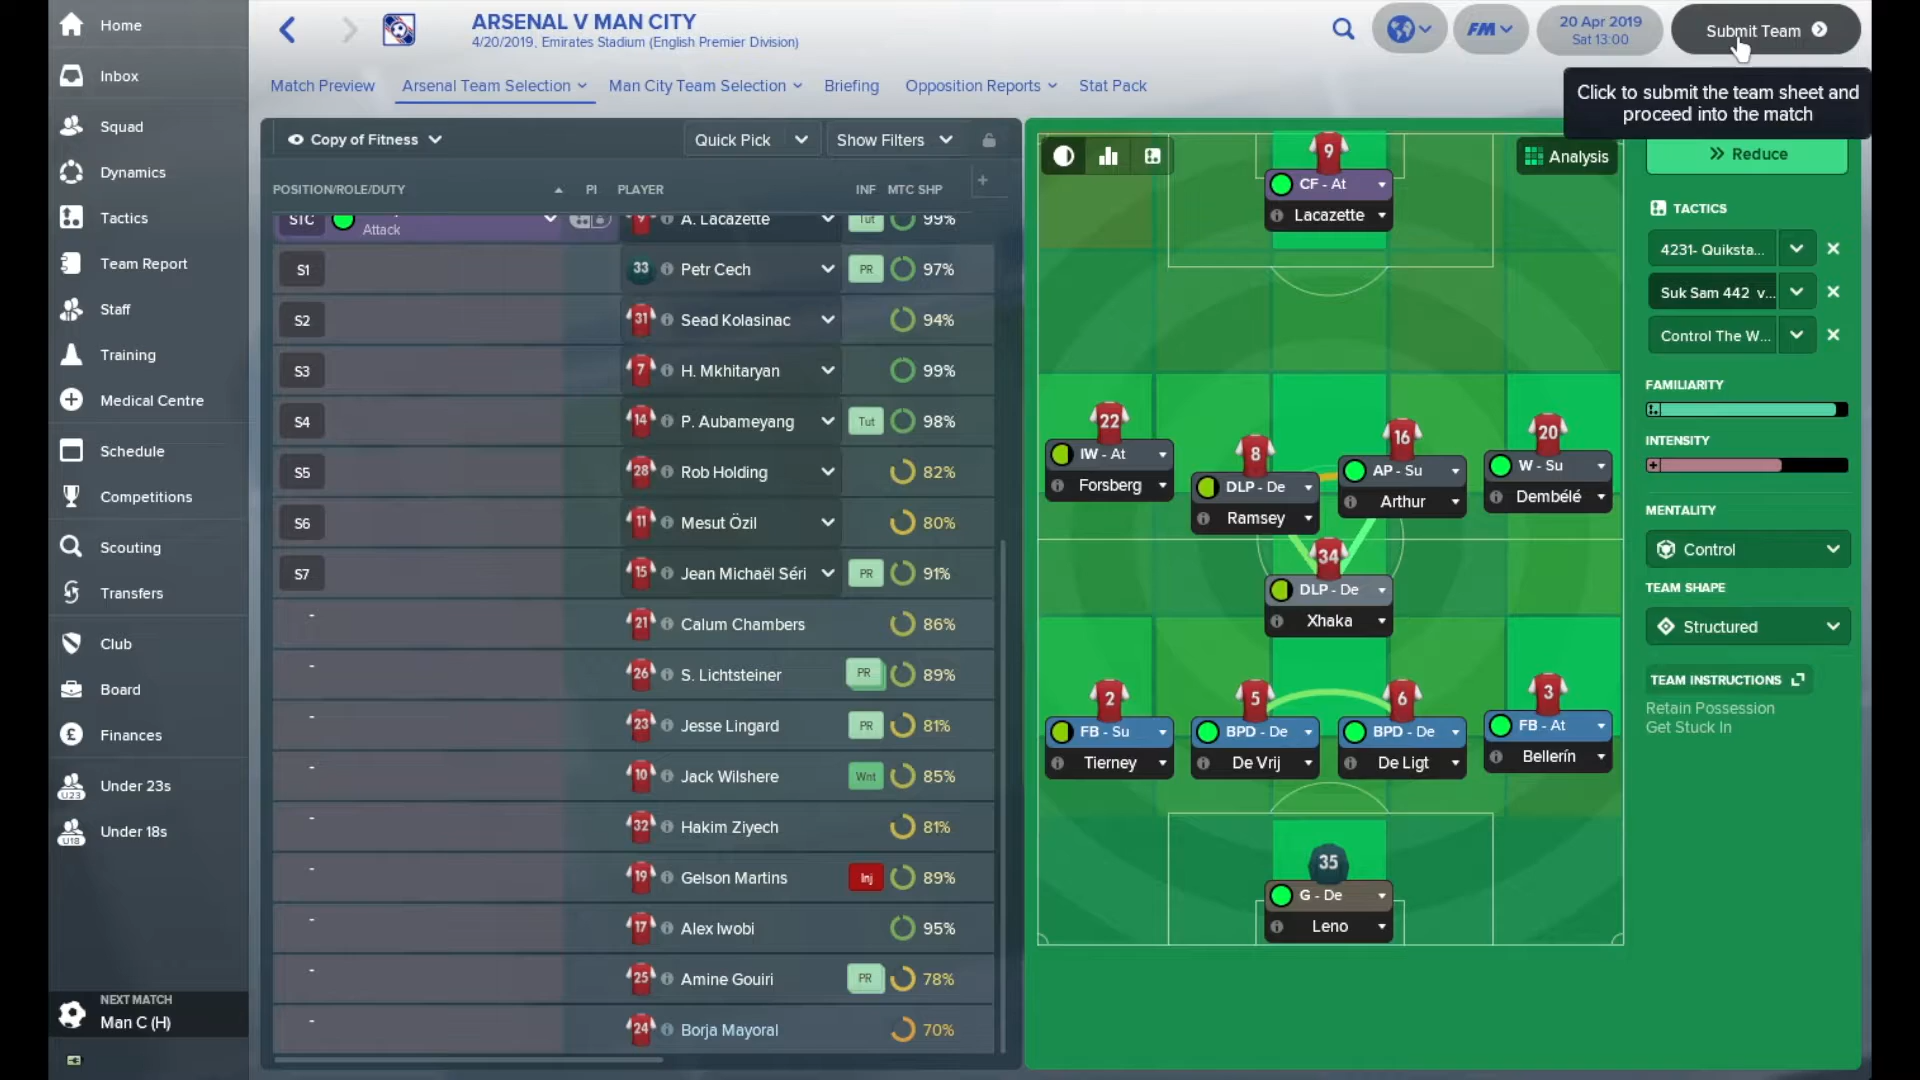 Home
Inbox
Squad
Dynamics
Tactics
Team Report
Staff
Training
Medical Centre
Schedule
Competitions
Scouting
Transfers
Club
Board
£
Finances
U23
Under 23s
U18
Under 18s
NEXT MATCH
Man C (H)
ARSENAL V MAN CITY
4/20/2019, Emirates Stadium (English Premier Division)
FM
20 Apr 2019
Sat 13:00
Submit Team
Click to submit the team sheet and
proceed into the match
Match Preview
Arsenal Team Selection
Man City Team Selection
Briefing
Opposition Reports
Stat Pack
Copy of Fitness
Quick Pick
Show Filters
POSITION/ROLE/DUTY PI PLAYER INF MTC SHP
STC Attack 9 A. Lacazette Tut 99%
S1 33 Petr Cech PR 97%
S2 31 Sead Kolasinac 94%
S3 7 H. Mkhitaryan 99%
S4 14 P. Aubameyang Tut 98%
S5 28 Rob Holding 82%
S6 11 Mesut Özil 80%
S7 15 Jean Michaël Séri PR 91%
- 21 Calum Chambers 86%
- 26 S. Lichtsteiner PR 89%
- 23 Jesse Lingard PR 81%
- 10 Jack Wilshere Wnt 85%
- 32 Hakim Ziyech 81%
- 19 Gelson Martins Inj 89%
- 17 Alex Iwobi 95%
- 25 Amine Gouiri PR 78%
- 24 Borja Mayoral 70%
Analysis
9
CF - At
Lacazette
22
IW - At
Forsberg
8
DLP - De
Ramsey
16
AP - Su
Arthur
20
W - Su
Dembélé
34
DLP - De
Xhaka
2
FB - Su
Tierney
5
BPD - De
De Vrij
6
BPD - De
De Ligt
3
FB - At
Bellerín
35
G - De
Leno
Reduce
TACTICS
4231- Quiksta...
Suk Sam 442 v...
Control The W...
FAMILIARITY
INTENSITY
MENTALITY
Control
TEAM SHAPE
Structured
TEAM INSTRUCTIONS
Retain Possession
Get Stuck In